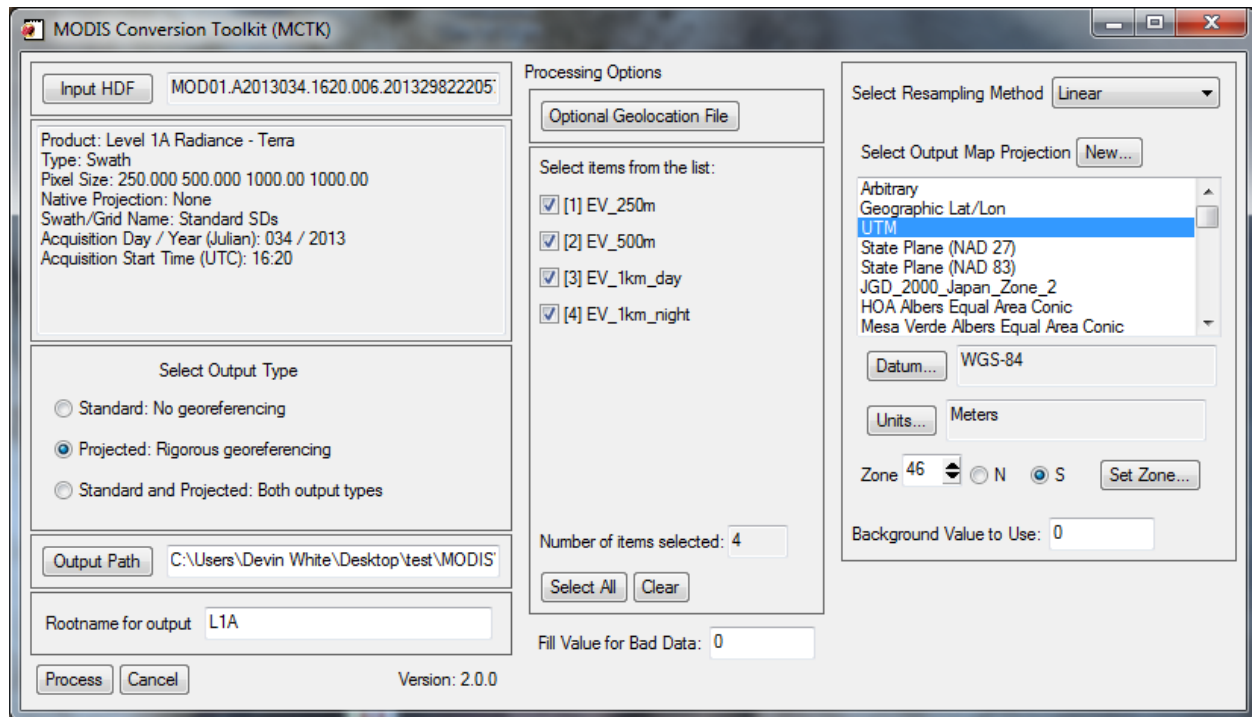 MODIS Conversion Toolkit (MCTK)
Input HDF MOD01.A2013034.1620.006.201329822205
Product: Level 1A Radiance - Terra
Type: Swath
Pixel Size: 250.000 500.000 1000.00 1000.00
Native Projection: None
Swath/Grid Name: Standard SDs
Acquisition Day / Year (Julian): 034 / 2013
Acquisition Start Time (UTC): 16:20
Select Output Type
Standard: No georeferencing
Projected: Rigorous georeferencing
Standard and Projected: Both output types
Output Path C:\Users\Devin White\Desktop\test\MODIS
Rootname for output L1A
Process Cancel Version: 2.0.0
Processing Options
Optional Geolocation File
Select items from the list:
[1] EV_250m
[2] EV_500m
[3] EV_1km_day
[4] EV_1km_night
Number of items selected: 4
Select All Clear
Fill Value for Bad Data: 0
Select Resampling Method Linear
Select Output Map Projection New...
Arbitrary
Geographic Lat/Lon
UTM
State Plane (NAD 27)
State Plane (NAD 83)
JGD_2000_Japan_Zone_2
HOA Albers Equal Area Conic
Mesa Verde Albers Equal Area Conic
Datum... WGS-84
Units... Meters
Zone 46 N S Set Zone...
Background Value to Use: 0